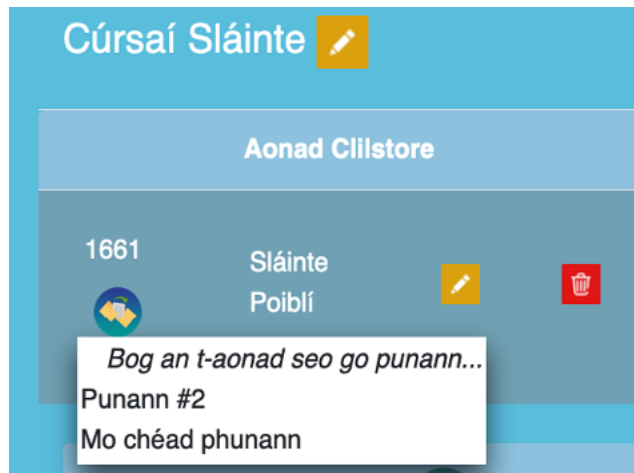 Cúrsaí Sláinte
Aonad Clilstore
1661
Sláinte
Poiblí
Bog an t-aonad seo go punann...
Punann #2
Mo chéad phunann